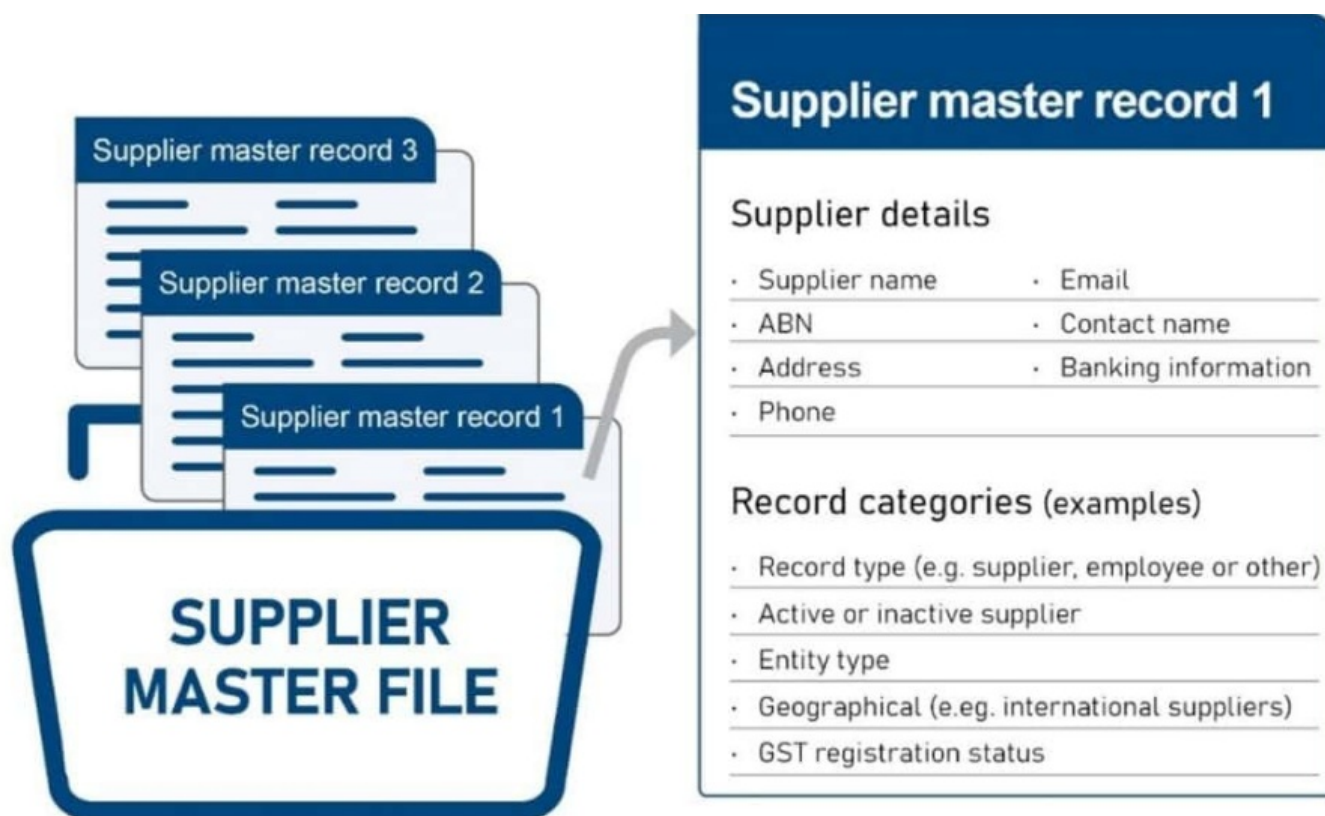 Supplier master record 3
Supplier master record 2
Supplier master record 1
SUPPLIER
MASTER FILE
Supplier master record 1
Supplier details
· Supplier name
· Email
· ABN
· Contact name
· Address
· Banking information
· Phone
Record categories (examples)
· Record type (e.g. supplier, employee or other)
· Active or inactive supplier
· Entity type
· Geographical (e.eg. international suppliers)
· GST registration status